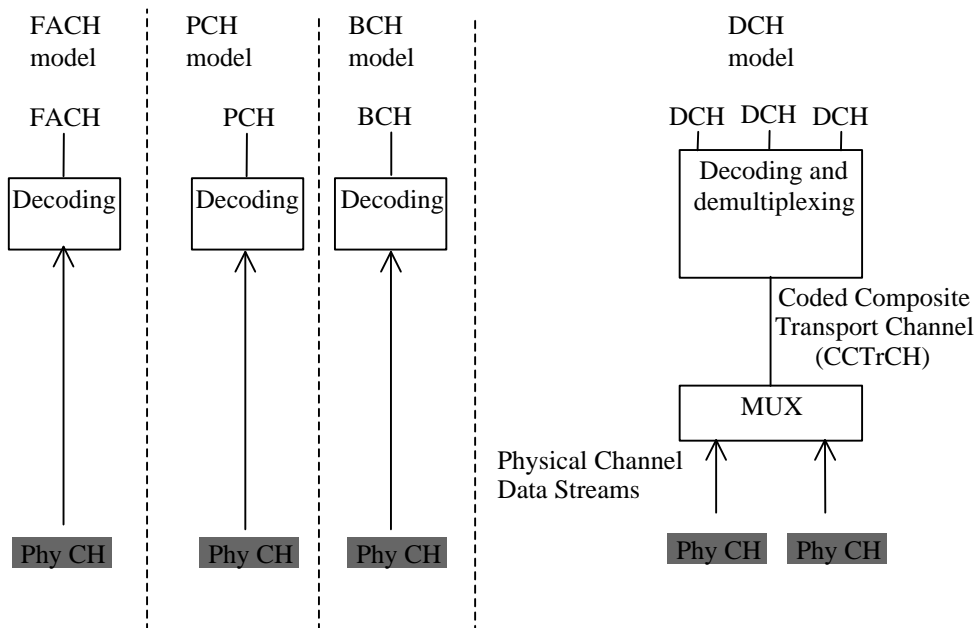 FACH
model
PCH
model
BCH
model
DCH
model
FACH
PCH
BCH
DCH
DCH
DCH
Decoding
Decoding
Decoding
Decoding and
demultiplexing
Coded Composite
Transport Channel
(CCTrCH)
MUX
Physical Channel
Data Streams
Phy CH
Phy CH
Phy CH
Phy CH
Phy CH